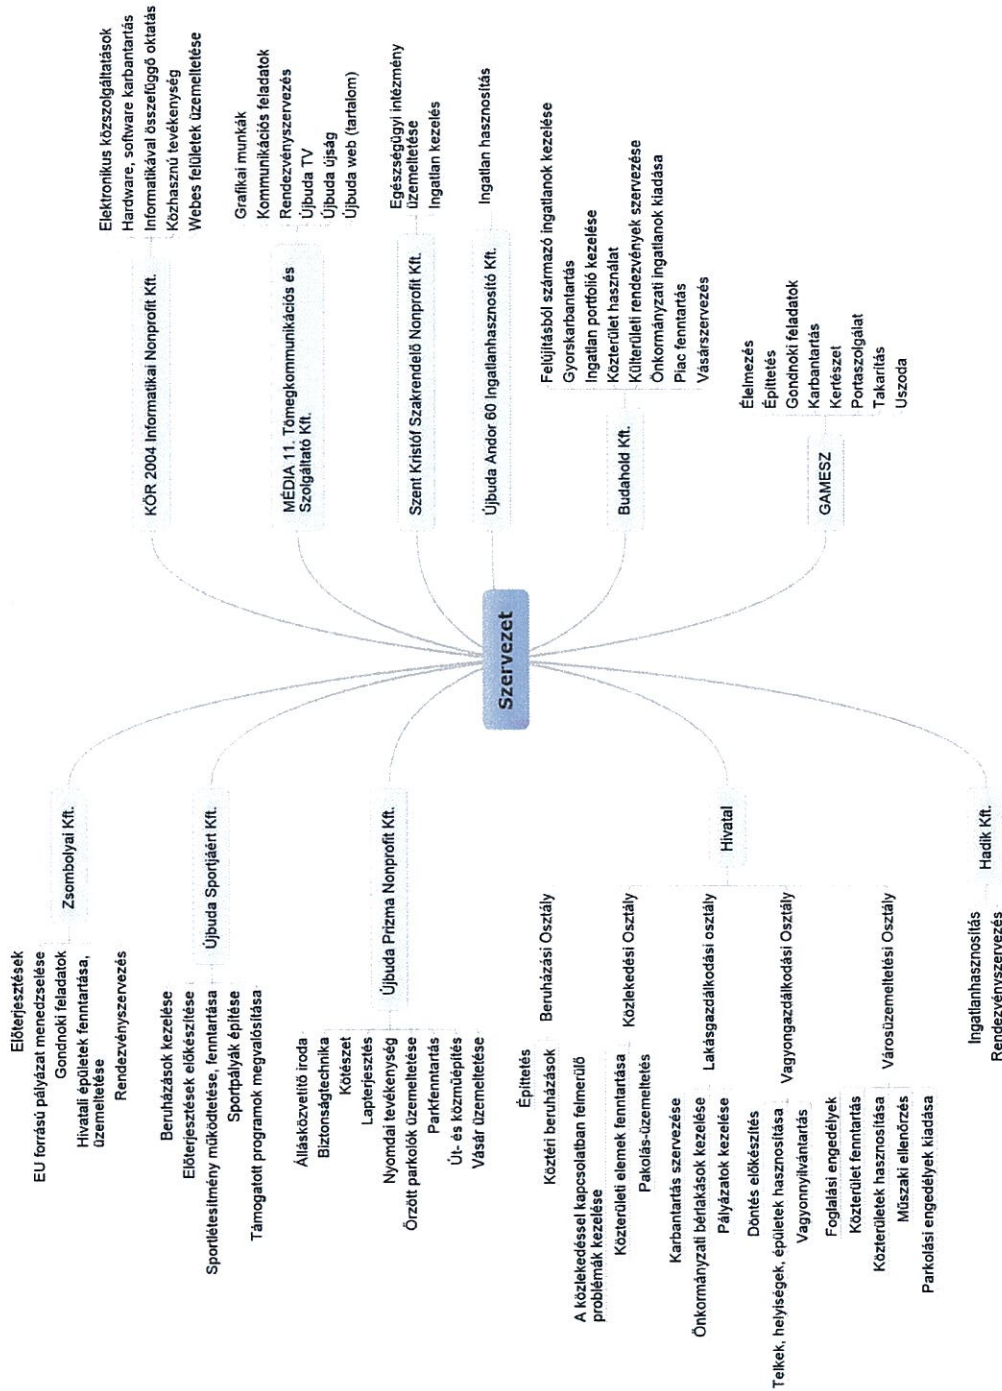 Szervezet
KÖR 2004 Informatikai Nonprofit Kft.
Elektronikus közszolgáltatások
Hardware, software karbantartás
Informatikával összefüggő oktatás
Közhasznú tevékenység
Webes felületek üzemeltetése
MÉDIA 11. Tömegkommunikációs és
Szolgáltató Kft.
Grafikai munkák
Kommunikációs feladatok
Rendezvényszervezés
Újbuda TV
Újbuda újság
Újbuda web (tartalom)
Szent Kristóf Szakrendelő Nonprofit Kft.
Egészségügyi intézmény
üzemeltetése
Ingatlan kezelés
Újbuda Andor 60 Ingatlanhasznosító Kft.
Ingatlan hasznosítás
Budahold Kft.
Felújításból származó ingatlanok kezelése
Gyorskarbantartás
Ingatlan portfolió kezelése
Közterület használat
Külterületi rendezvények szervezése
Önkormányzati ingatlanok kiadása
Piac fenntartás
Vásárszervezés
GAMESZ
Élelmezés
Építtetés
Gondnoki feladatok
Karbantartás
Kertészet
Portaszolgálat
Takarítás
Uszoda
Zsombolyai Kft.
Előterjesztések
EU forrású pályázat menedzselése
Gondnoki feladatok
Hivatali épületek fenntartása,
üzemeltetése
Rendezvényszervezés
Újbuda Sportjáért Kft.
Beruházások kezelése
Előterjesztések előkészítése
Sportlétesítmény működtetése, fenntartása
Sportpályák építése
Támogatott programok megvalósítása
Újbuda Prizma Nonprofit Kft.
Állásközvetítő iroda
Biztonságtechnika
Kötészet
Lapterjesztés
Nyomdai tevékenység
Őrzött parkolók üzemeltetése
Parkfenntartás
Út- és közműépítés
Vásár üzemeltetése
Hivatal
Beruházási Osztály
Építtetés
Köztéri beruházások
Közlekedési Osztály
A közlekedéssel kapcsolatban felmerülő
problémák kezelése
Közterületi elemek fenntartása
Pakolás-üzemeltetés
Lakásgazdálkodási osztály
Karbantartás szervezése
Önkormányzati bérlakások kezelése
Pályázatok kezelése
Vagyongazdálkodási Osztály
Döntés előkészítés
Telkek, helyiségek, épületek hasznosítása
Vagyonnyilvántartás
Városüzemeltetési Osztály
Foglalási engedélyek
Közterület fenntartás
Közterületek hasznosítása
Műszaki ellenőrzés
Parkolási engedélyek kiadása
Hadik Kft.
Ingatlanhasznosítás
Rendezvényszervezés